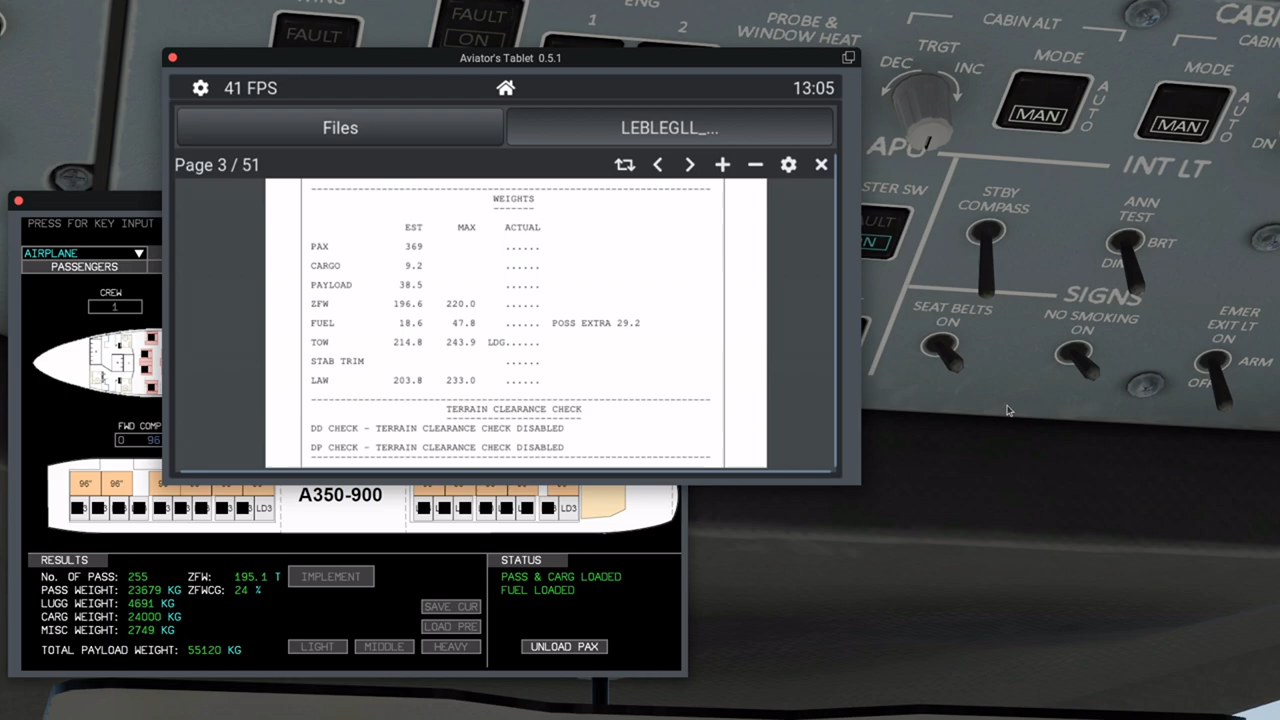 FAULT
FAULT
ON
ENG
1 2
PROBE &
WINDOW HEAT
CABIN ALT
TRGT
DEC INC
MODE
MAN
AUTO
MODE
MAN
AUTO
DN
INT LT
STBY
COMPASS
ANN
TEST
BRT
SIGNS
SEAT BELTS
ON
NO SMOKING
ON
EMER
EXIT LT
ON
ARM
Aviator's Tablet 0.5.1
41 FPS 13:05
Files LEBLEGLL_...
Page 3 / 51
WEIGHTS
EST MAX ACTUAL
PAX 369 ......
CARGO 9.2 ......
PAYLOAD 38.5 ......
ZFW 196.6 220.0 ......
FUEL 18.6 47.8 ...... POSS EXTRA 29.2
TOW 214.8 243.9 LDG......
STAB TRIM ......
LAW 203.8 233.0 ......
TERRAIN CLEARANCE CHECK
DD CHECK - TERRAIN CLEARANCE CHECK DISABLED
DP CHECK - TERRAIN CLEARANCE CHECK DISABLED
PRESS FOR KEY INPUT
AIRPLANE
PASSENGERS
CREW
1
FWD COMP
0 96
96" 96"
LD3 LD3
A350-900
RESULTS
No. OF PASS: 255 ZFW: 195.1 T IMPLEMENT
PASS WEIGHT: 23679 KG ZFWCG: 24 %
LUGG WEIGHT: 4691 KG SAVE CUR
CARG WEIGHT: 24000 KG
MISC WEIGHT: 2749 KG LOAD PRE
TOTAL PAYLOAD WEIGHT: 55120 KG LIGHT MIDDLE HEAVY
STATUS
PASS & CARG LOADED
FUEL LOADED
UNLOAD PAX